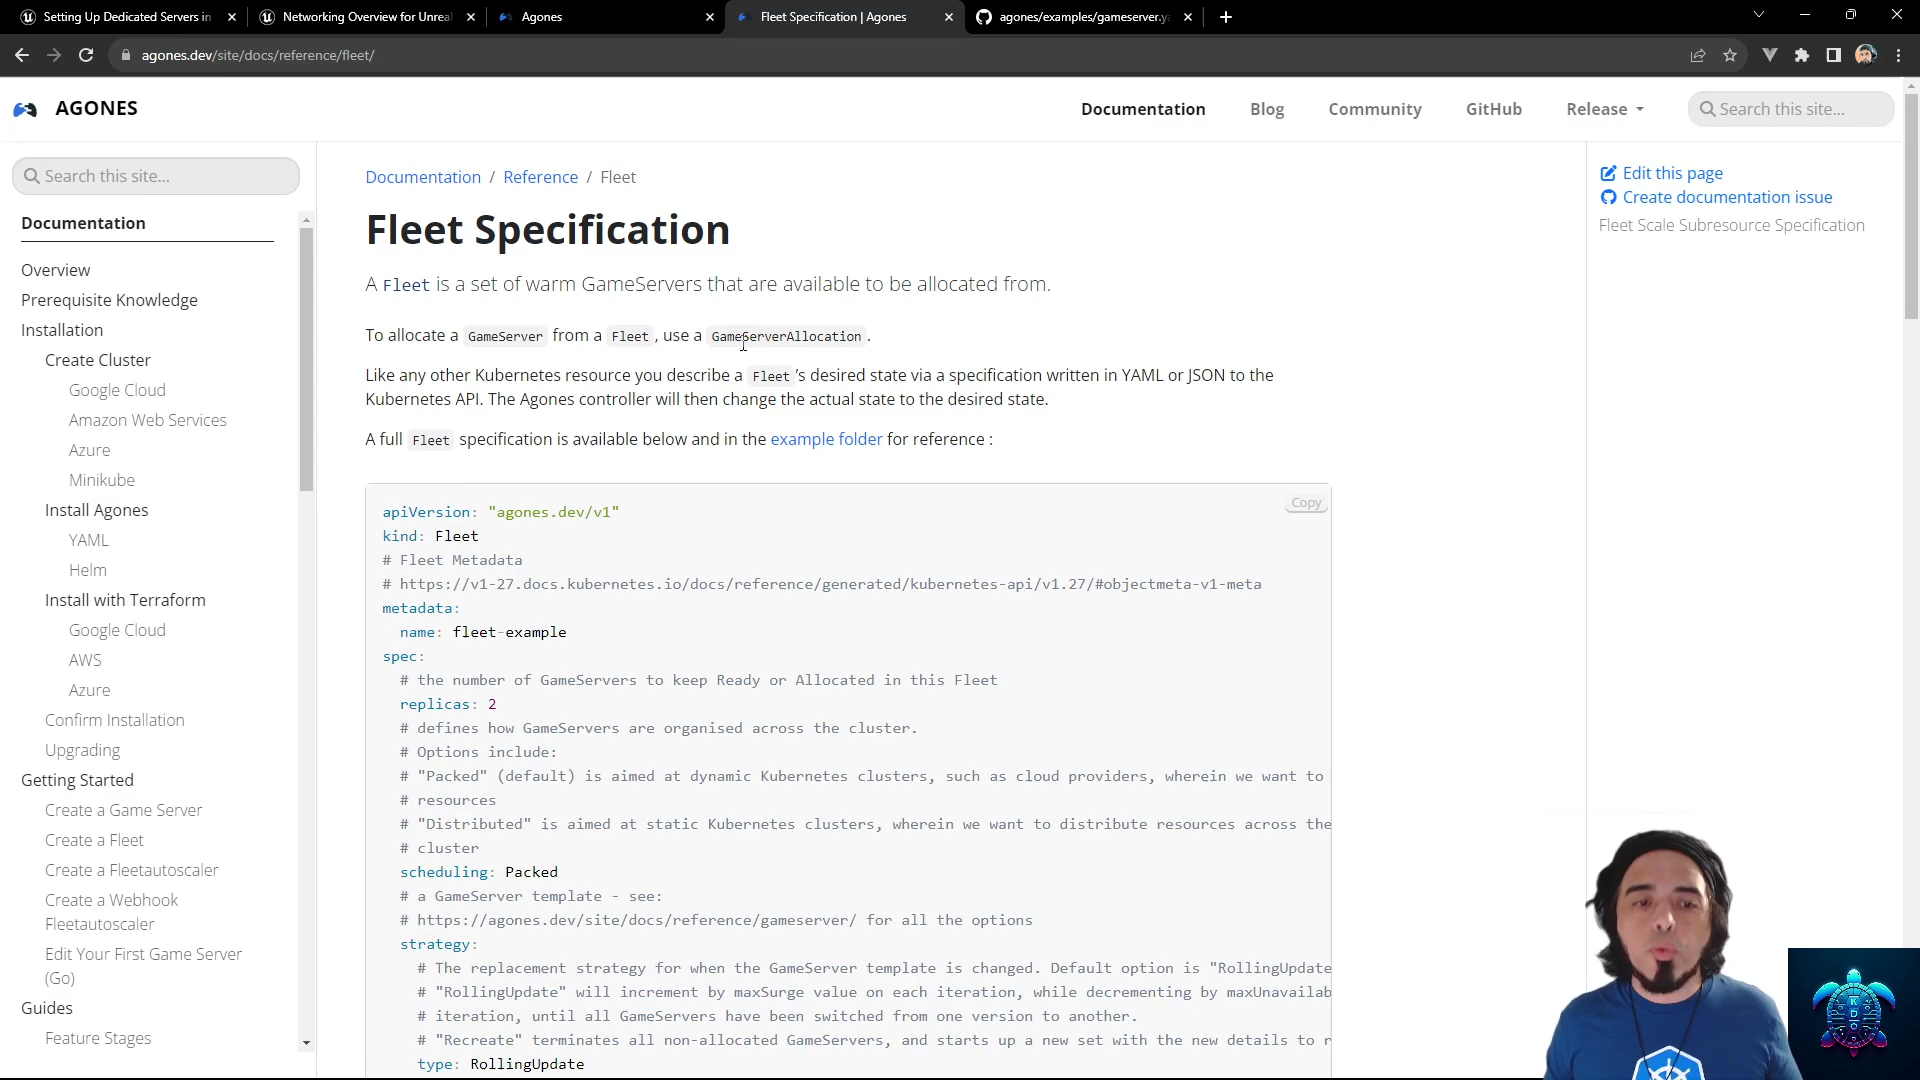 Setting Up Dedicated Servers in
Networking Overview for Unreal
Agones
Fleet Specification | Agones
agones/examples/gameserver.ya
agones.dev/site/docs/reference/fleet/
AGONES
Documentation
Blog
Community
GitHub
Release
Search this site...
Search this site...
Documentation
Overview
Prerequisite Knowledge
Installation
Create Cluster
Google Cloud
Amazon Web Services
Azure
Minikube
Install Agones
YAML
Helm
Install with Terraform
Google Cloud
AWS
Azure
Confirm Installation
Upgrading
Getting Started
Create a Game Server
Create a Fleet
Create a Fleetautoscaler
Create a Webhook
Fleetautoscaler
Edit Your First Game Server
(Go)
Guides
Feature Stages
Documentation / Reference / Fleet
Fleet Specification
A Fleet is a set of warm GameServers that are available to be allocated from.
To allocate a GameServer from a Fleet , use a GameServerAllocation .
Like any other Kubernetes resource you describe a Fleet 's desired state via a specification written in YAML or JSON to the
Kubernetes API. The Agones controller will then change the actual state to the desired state.
A full Fleet specification is available below and in the example folder for reference :
Copy
apiVersion: "agones.dev/v1"
kind: Fleet
# Fleet Metadata
# https://v1-27.docs.kubernetes.io/docs/reference/generated/kubernetes-api/v1.27/#objectmeta-v1-meta
metadata:
name: fleet-example
spec:
# the number of GameServers to keep Ready or Allocated in this Fleet
replicas: 2
# defines how GameServers are organised across the cluster.
# Options include:
# "Packed" (default) is aimed at dynamic Kubernetes clusters, such as cloud providers, wherein we want to
# resources
# "Distributed" is aimed at static Kubernetes clusters, wherein we want to distribute resources across the
# cluster
scheduling: Packed
# a GameServer template - see:
# https://agones.dev/site/docs/reference/gameserver/ for all the options
strategy:
# The replacement strategy for when the GameServer template is changed. Default option is "RollingUpdate
# "RollingUpdate" will increment by maxSurge value on each iteration, while decrementing by maxUnavailab
# iteration, until all GameServers have been switched from one version to another.
# "Recreate" terminates all non-allocated GameServers, and starts up a new set with the new details to r
type: RollingUpdate
Edit this page
Create documentation issue
Fleet Scale Subresource Specification